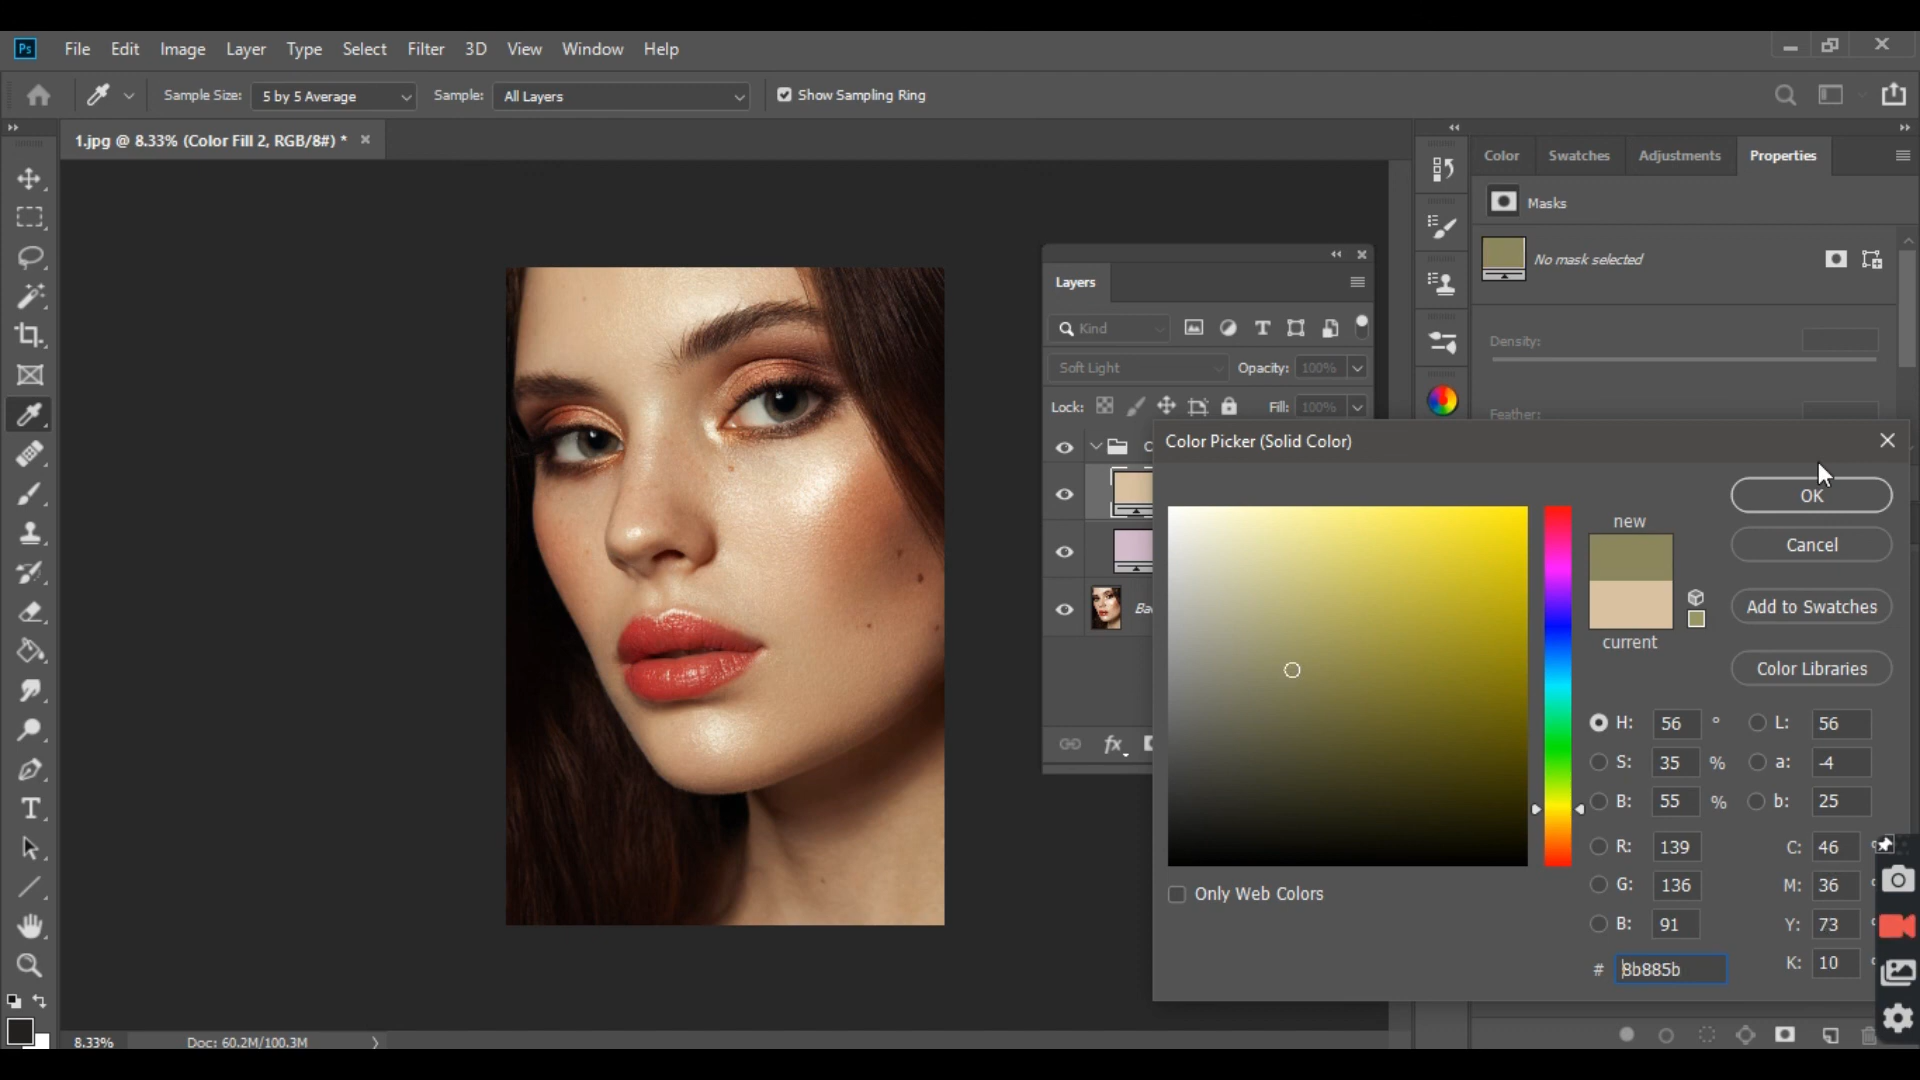 Ps File Edit Image Layer Type Select Filter 3D View Window Help
Sample Size: 5 by 5 Average Sample: All Layers Show Sampling Ring
1.jpg @ 8.33% (Color Fill 2, RGB/8#) *
Color Swatches Adjustments Properties
Masks
No mask selected
Density:
Feather:
Layers
Kind
Soft Light Opacity: 100%
Lock: Fill: 100%
Color Picker (Solid Color)
OK
new
Cancel
Add to Swatches
current
Color Libraries
H: 56 ° L: 56
S: 35 % a: -4
B: 55 % b: 25
R: 139 C: 46
G: 136 M: 36
B: 91 Y: 73
# 8b885b K: 10
Only Web Colors
fx
T
8.33% Doc: 60.2M/100.3M